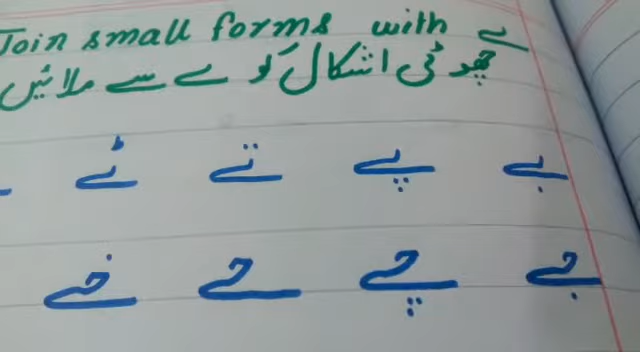 Join small forms with ے
چھوٹی اشکال کو ے سے ملائیں
بے پے تے ٹے
جے چے حے خے